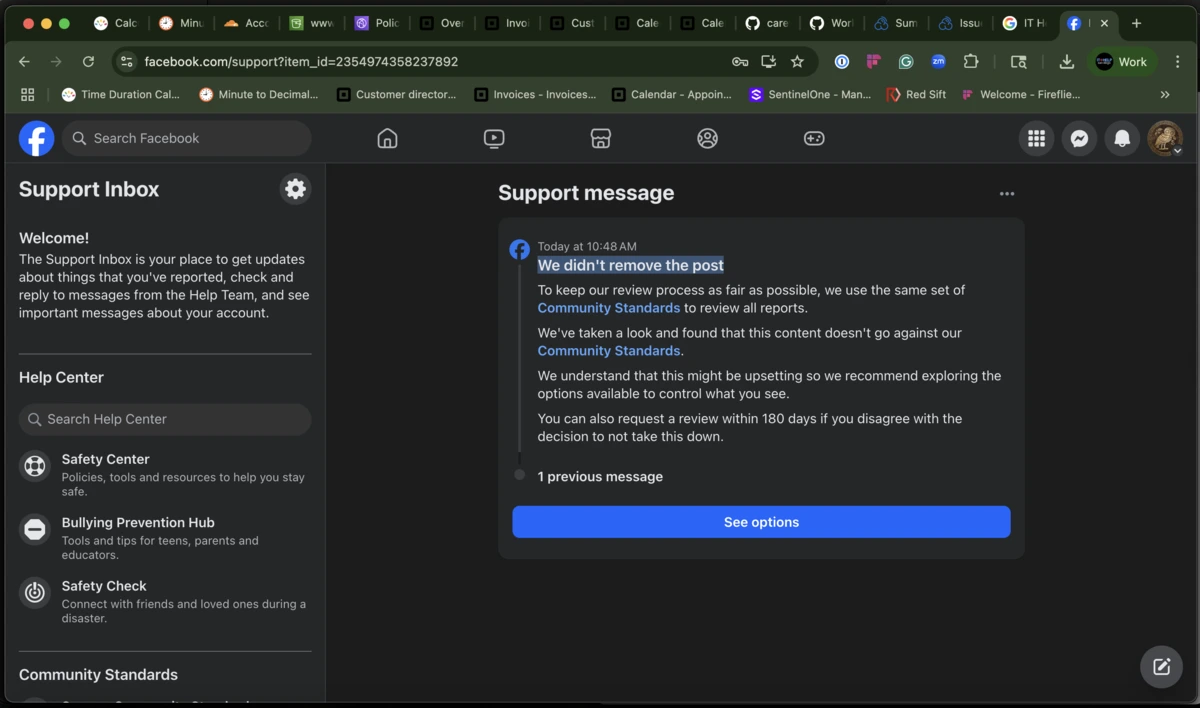 Calc
Minu
Acco
www
Polic
Over
Invoi
Cust
Cale
Cale
care
Worl
Sum
Issu
IT H
facebook.com/support?item_id=2354974358237892
Work
Time Duration Cal...
Minute to Decimal...
Customer director...
Invoices - Invoices...
Calendar - Appoin...
SentinelOne - Man...
Red Sift
Welcome - Fireflie...
Search Facebook
Support Inbox
Welcome!
The Support Inbox is your place to get updates
about things that you've reported, check and
reply to messages from the Help Team, and see
important messages about your account.
Help Center
Search Help Center
Safety Center
Policies, tools and resources to help you stay
safe.
Bullying Prevention Hub
Tools and tips for teens, parents and
educators.
Safety Check
Connect with friends and loved ones during a
disaster.
Community Standards
Support message
Today at 10:48 AM
We didn't remove the post
To keep our review process as fair as possible, we use the same set of
Community Standards to review all reports.
We've taken a look and found that this content doesn't go against our
Community Standards.
We understand that this might be upsetting so we recommend exploring the
options available to control what you see.
You can also request a review within 180 days if you disagree with the
decision to not take this down.
1 previous message
See options